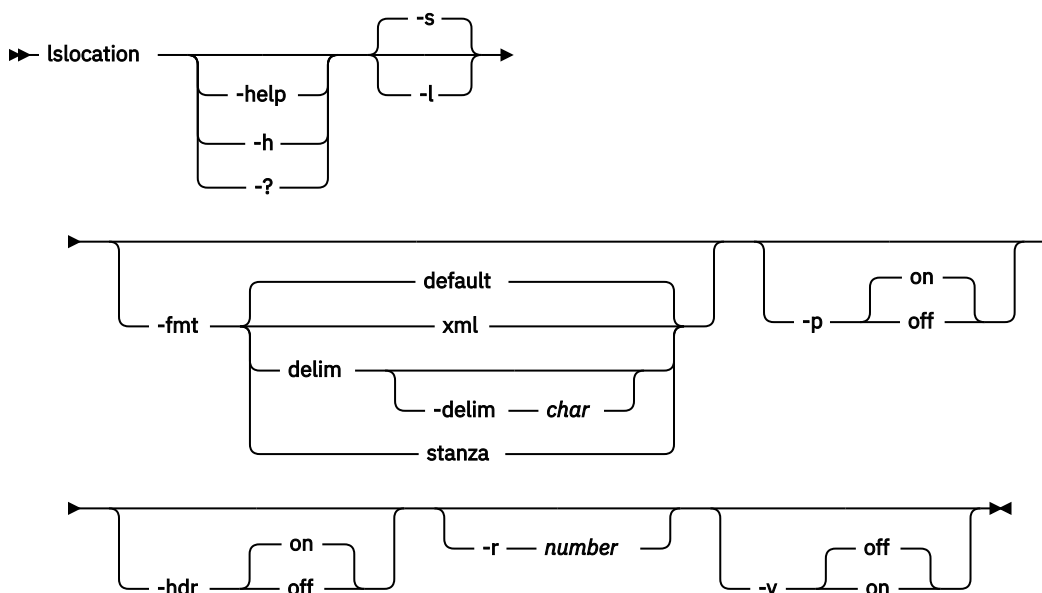 -s
lslocation
-help
-l
-h
-?
default
on
-fmt
xml
-p
off
delim
-delim char
stanza
on
off
-r number
-hdr
off
-v
on